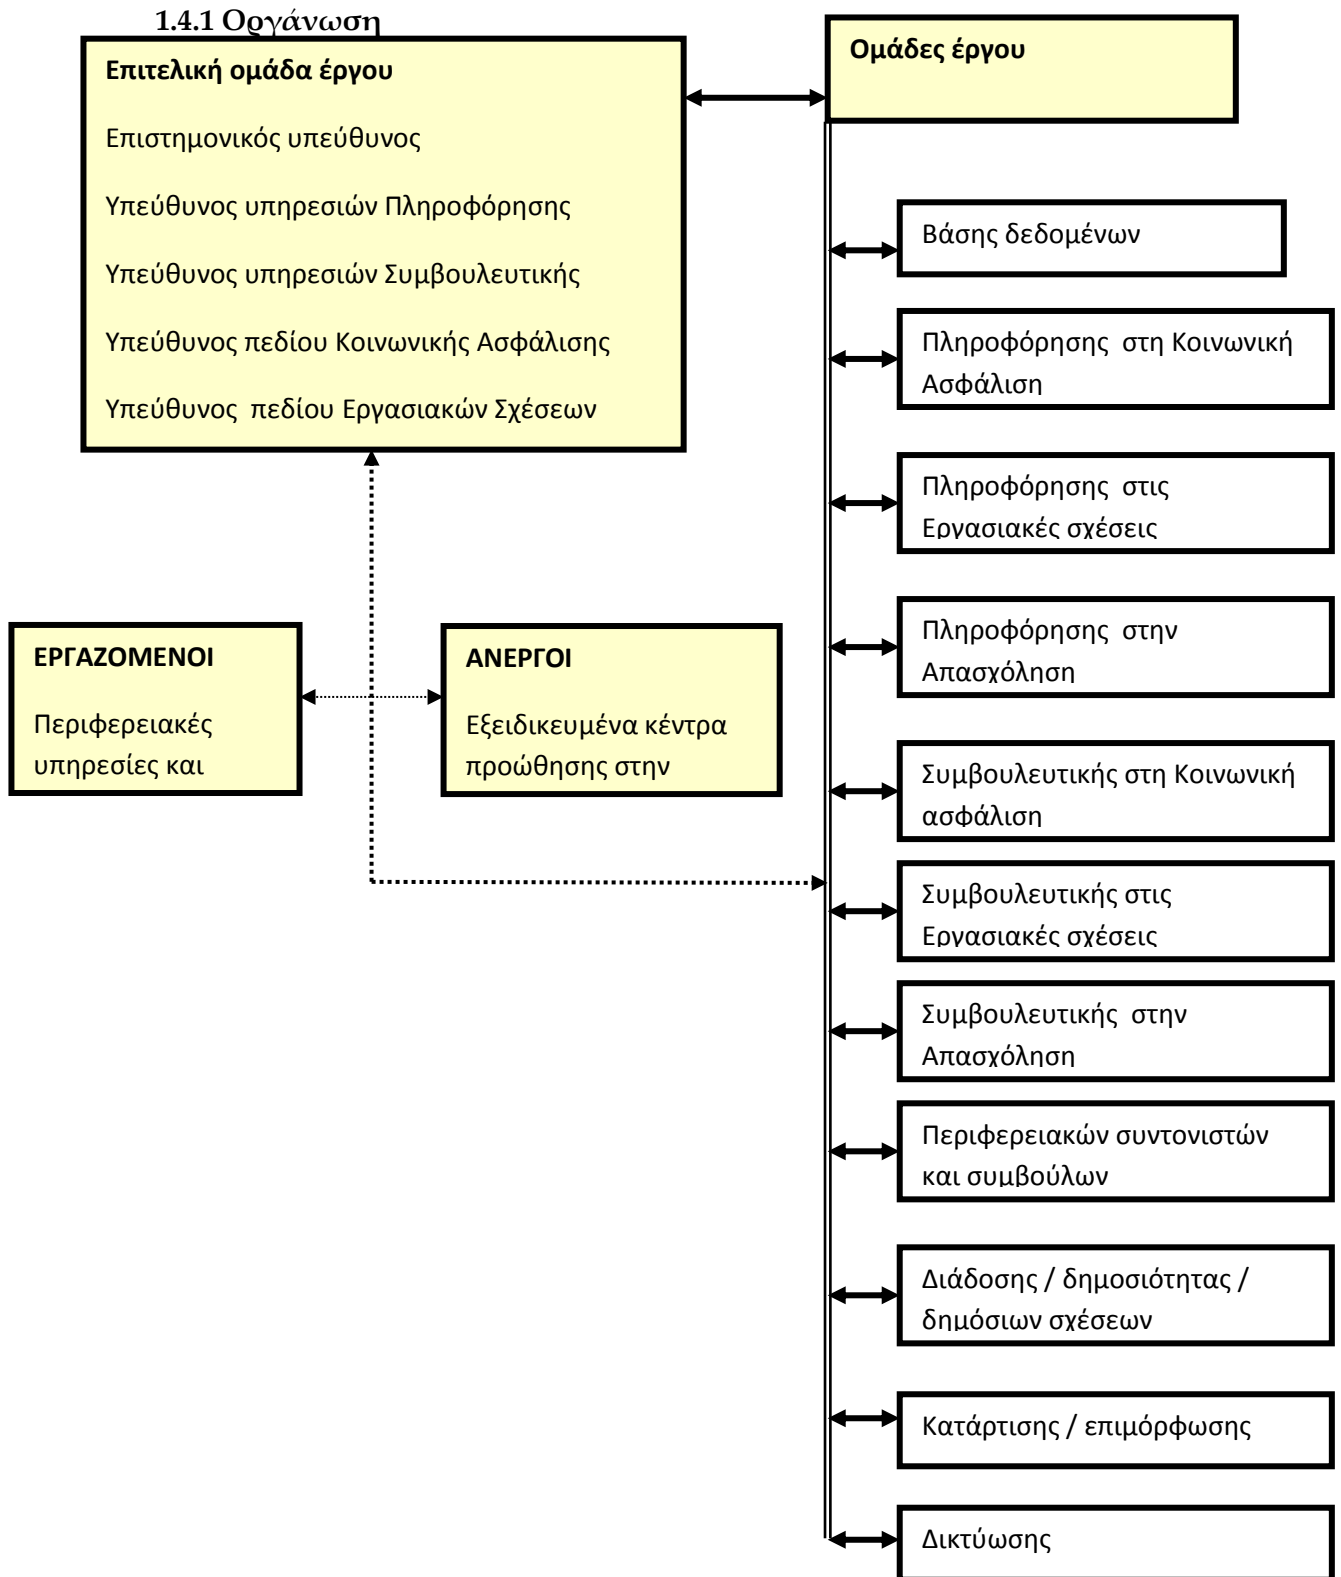 1.4.1 Οργάνωση
Επιτελική ομάδα έργου
Επιστημονικός υπεύθυνος
Υπεύθυνος υπηρεσιών Πληροφόρησης
Υπεύθυνος υπηρεσιών Συμβουλευτικής
Υπεύθυνος πεδίου Κοινωνικής Ασφάλισης
Υπεύθυνος πεδίου Εργασιακών Σχέσεων
ΕΡΓΑΖΟΜΕΝΟΙ
Περιφερειακές
υπηρεσίες και
ΑΝΕΡΓΟΙ
Εξειδικευμένα κέντρα
προώθησης στην
Ομάδες έργου
Βάσης δεδομένων
Πληροφόρησης στη Κοινωνική
Ασφάλιση
Πληροφόρησης στις
Εργασιακές σχέσεις
Πληροφόρησης στην
Απασχόληση
Συμβουλευτικής στη Κοινωνική
ασφάλιση
Συμβουλευτικής στις
Εργασιακές σχέσεις
Συμβουλευτικής στην
Απασχόληση
Περιφερειακών συντονιστών
και συμβούλων
Διάδοσης / δημοσιότητας /
δημόσιων σχέσεων
Κατάρτισης / επιμόρφωσης
Δικτύωσης